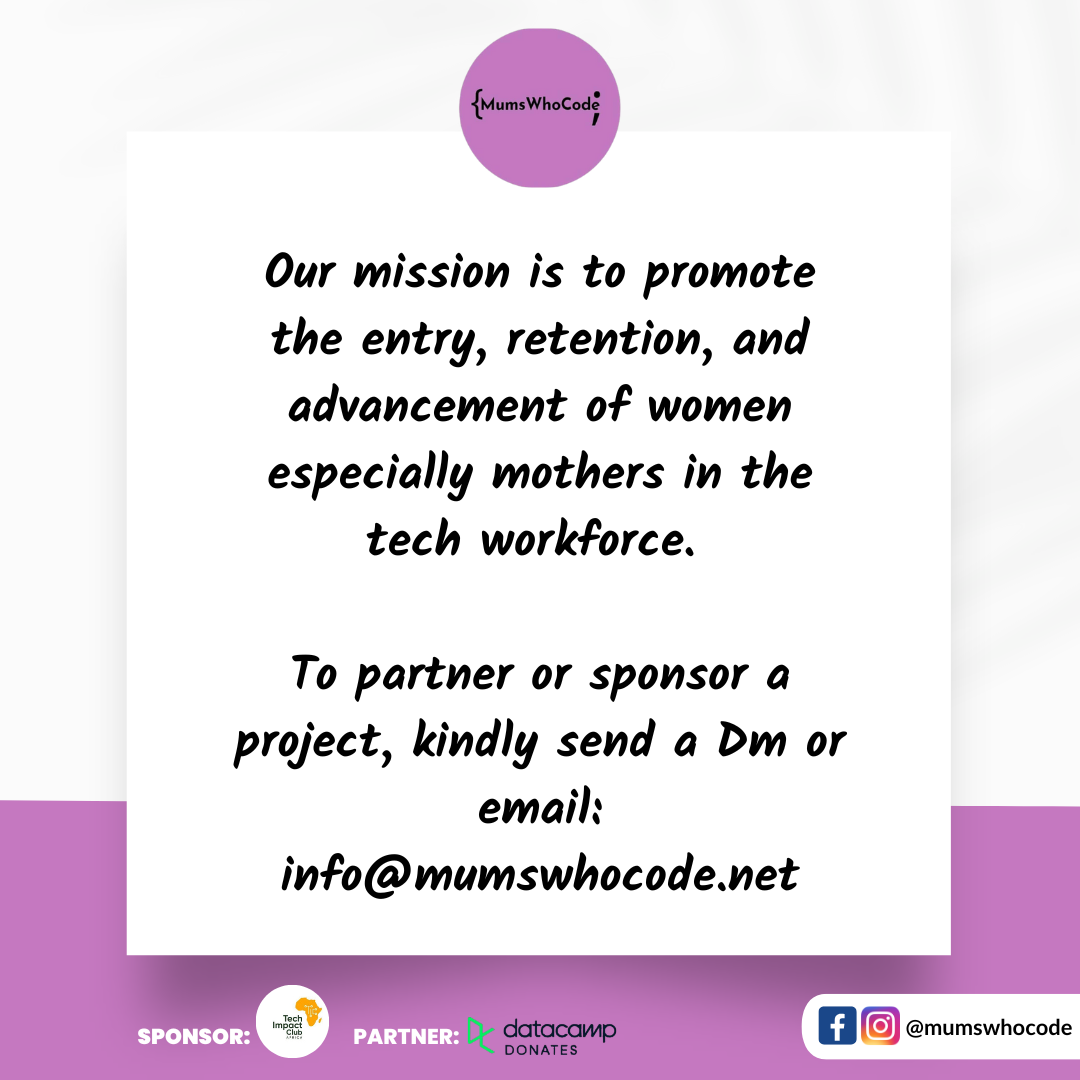 {MumsWhoCode;
Our mission is to promote
the entry, retention, and
advancement of women
especially mothers in the
tech workforce.
To partner or sponsor a
project, kindly send a Dm or
email:
info@mumswhocode.net
SPONSOR:
Tech
Impact
Club
AFRICA
PARTNER:
datacamp
DONATES
@mumswhocode